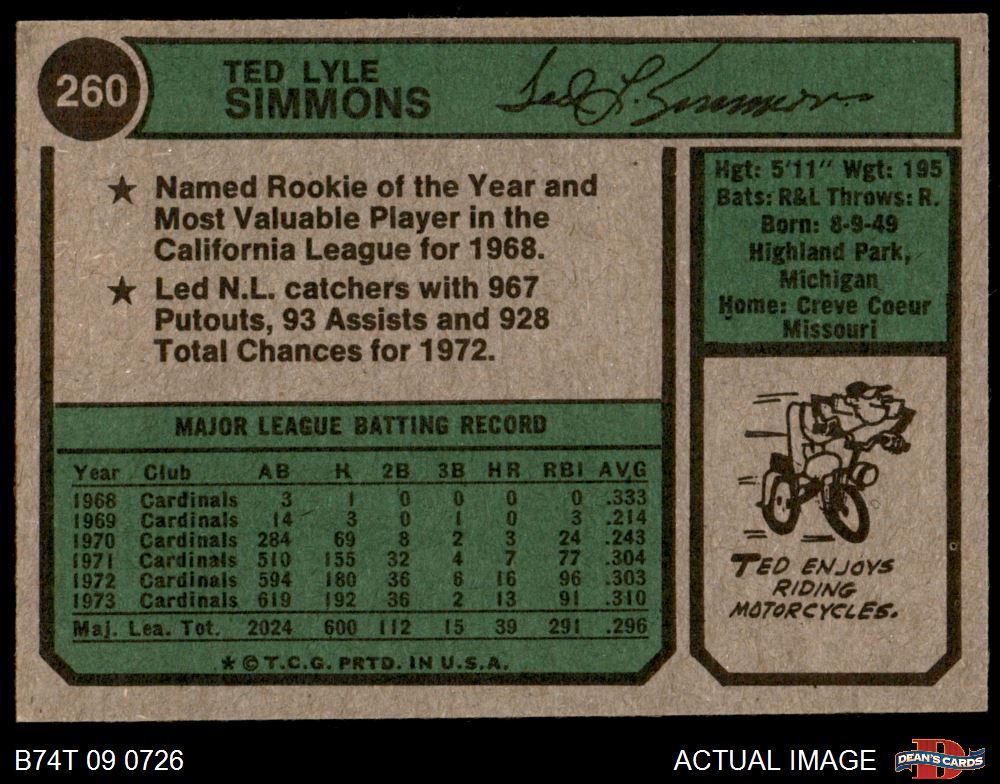 260
TED LYLE
SIMMONS
Ted L. Simmons
★ Named Rookie of the Year and
Most Valuable Player in the
California League for 1968.
★ Led N.L. catchers with 967
Putouts, 93 Assists and 928
Total Chances for 1972.
Hgt: 5'11" Wgt: 195
Bats: R&L Throws: R.
Born: 8-9-49
Highland Park,
Michigan
Home: Creve Coeur
Missouri
MAJOR LEAGUE BATTING RECORD
Year Club AB H 2B 3B HR RBI AVG
1968 Cardinals 3 1 0 0 0 0 .333
1969 Cardinals 14 3 0 1 0 3 .214
1970 Cardinals 284 69 8 2 3 24 .243
1971 Cardinals 510 155 32 4 7 77 .304
1972 Cardinals 594 180 36 6 16 96 .303
1973 Cardinals 619 192 36 2 13 91 .310
Maj. Lea. Tot. 2024 600 112 15 39 291 .296
★ © T.C.G. PRTD. IN U.S.A.
TED ENJOYS
RIDING
MOTORCYCLES.
B74T 09 0726
ACTUAL IMAGE
D
DEAN'S CARDS